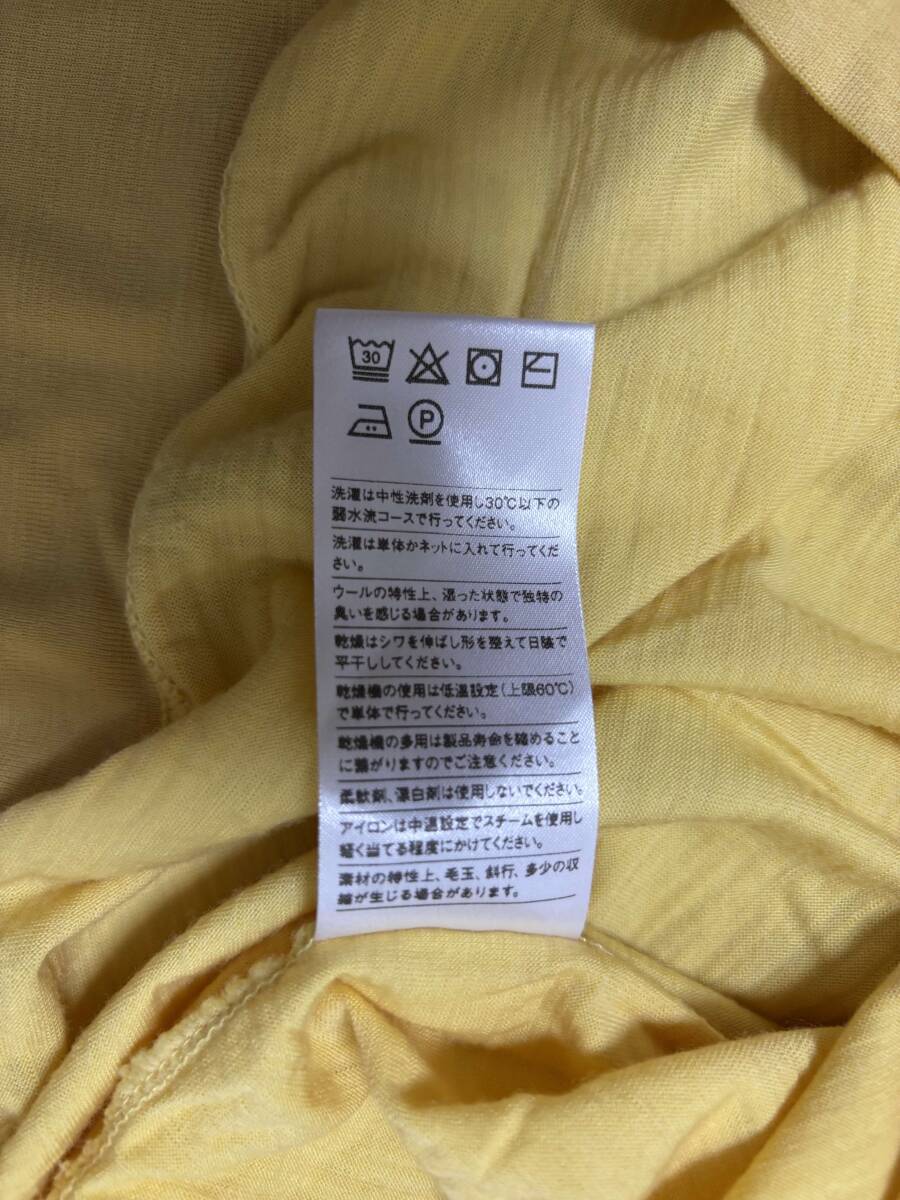 30
P
洗濯は中性洗剤を使用し30℃以下の
弱水流コースで行ってください。
洗濯は単体かネットに入れて行ってくだ
さい。
ウールの特性上、湿った状態で独特の
臭いを感じる場合があります。
乾燥はシワを伸ばし形を整えて日陰で
平干ししてください。
乾燥機の使用は低温設定(上限60℃)
で単体で行ってください。
乾燥機の多用は製品寿命を縮めること
に繋がりますのでご注意ください。
柔軟剤、漂白剤は使用しないでください。
アイロンは中温設定でスチームを使用し
軽く当てる程度にかけてください。
素材の特性上、毛玉、斜行、多少の収
縮が生じる場合があります。